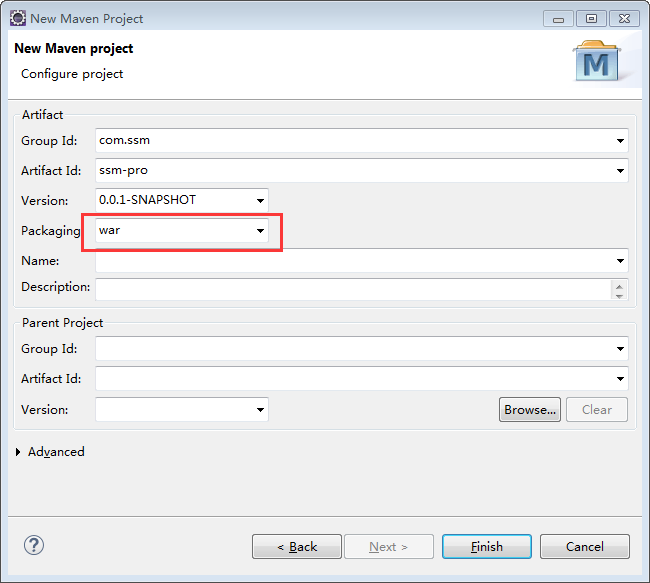 New Maven Project
New Maven project
Configure project
M
Artifact
Group Id: com.ssm
Artifact Id: ssm-pro
Version: 0.0.1-SNAPSHOT
Packaging war
Name:
Description:
Parent Project
Group Id:
Artifact Id:
Version: Browse... Clear
Advanced
? < Back Next > Finish Cancel